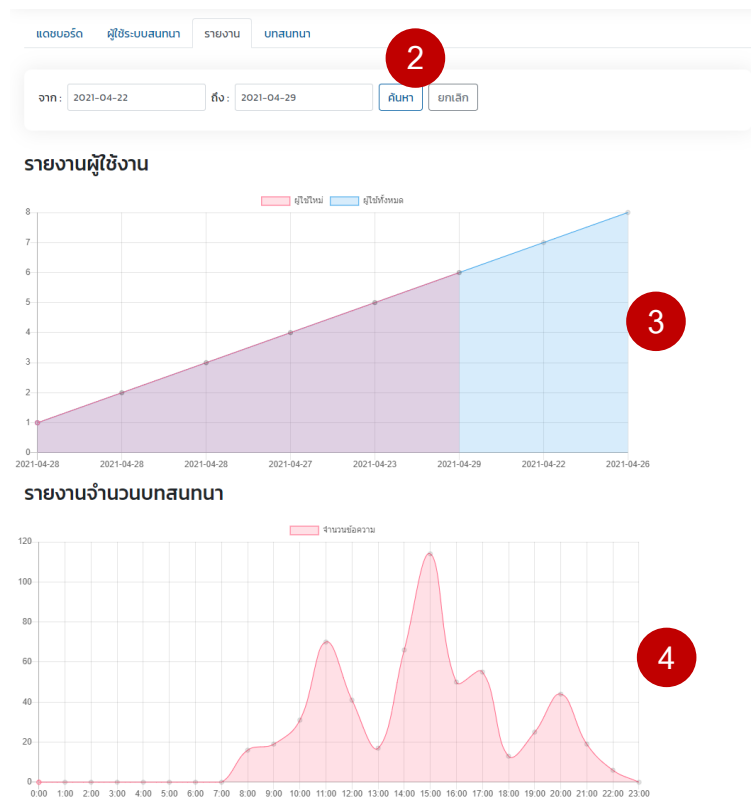 แดชบอร์ด ผู้ใช้ระบบสนทนา รายงาน บทสนทนา
2
จาก : 2021-04-22 ถึง : 2021-04-29 ค้นหา ยกเลิก
รายงานผู้ใช้งาน
ผู้ใช้ใหม่ ผู้ใช้ทั้งหมด
8
7
6
5
3
4
3
2
1
0
2021-04-28 2021-04-28 2021-04-28 2021-04-27 2021-04-23 2021-04-29 2021-04-22 2021-04-26
รายงานจำนวนบทสนทนา
จำนวนข้อความ
120
100
80
60
4
40
20
0
0:00 1:00 2:00 3:00 4:00 5:00 6:00 7:00 8:00 9:00 10:00 11:00 12:00 13:00 14:00 15:00 16:00 17:00 18:00 19:00 20:00 21:00 22:00 23:00